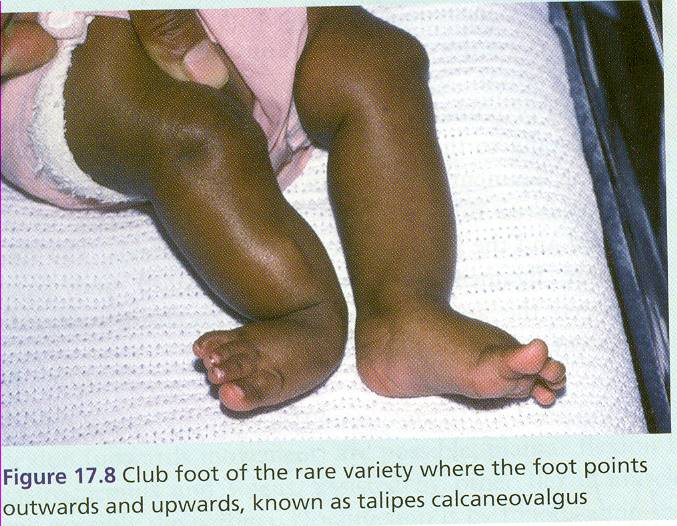 Figure 17.8 Club foot of the rare variety where the foot points
outwards and upwards, known as talipes calcaneovalgus